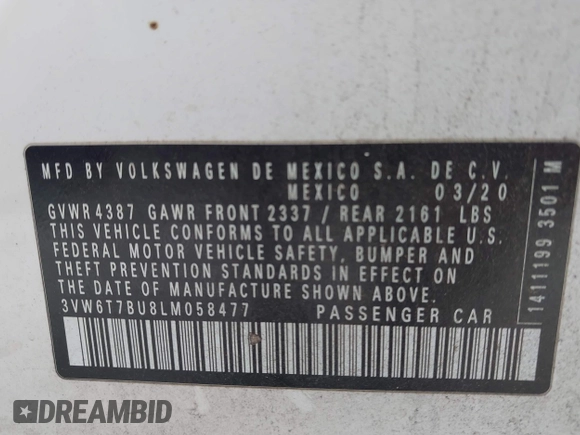 MFD BY VOLKSWAGEN DE MEXICO S.A. DE C.V.
MEXICO 03/20
GVWR 4387 GAWR FRONT 2337 / REAR 2161 LBS
THIS VEHICLE CONFORMS TO ALL APPLICABLE U.S.
FEDERAL MOTOR VEHICLE SAFETY, BUMPER AND
THEFT PREVENTION STANDARDS IN EFFECT ON
THE DATE OF MANUFACTURE SHOWN ABOVE.
3VW6T7BU8LM058477 PASSENGER CAR
1411199 3501 M
DREAMBID